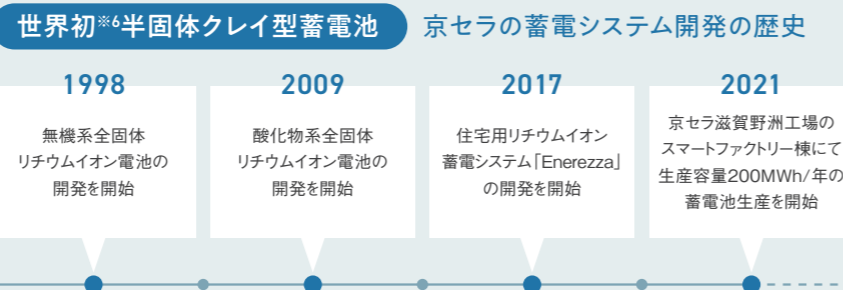 世界初※6半固体クレイ型蓄電池 京セラの蓄電システム開発の歴史
1998
無機系全固体
リチウムイオン電池の
開発を開始
2009
酸化物系全固体
リチウムイオン電池の
開発を開始
2017
住宅用リチウムイオン
蓄電システム「Enerezza」
の開発を開始
2021
京セラ滋賀野洲工場の
スマートファクトリー棟にて
生産容量200MWh/年の
蓄電池生産を開始